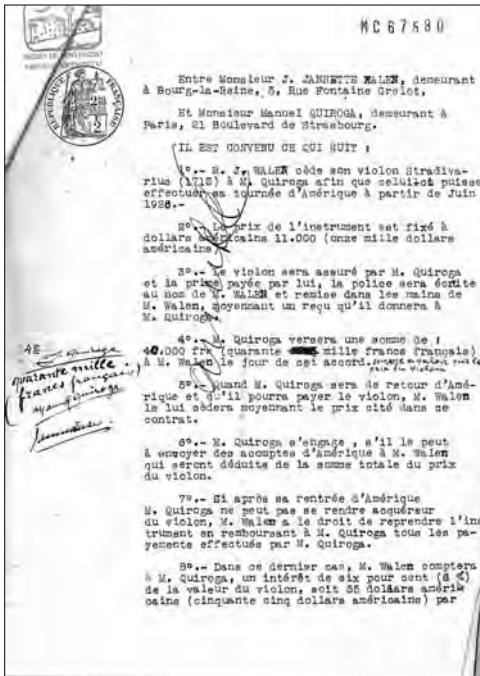 MC 67580
REPUBLIQUE FRANÇAISE
2
Entre Monsieur J. JANRETTE WALEN, demeurant
à Bourg-la-Reine, 3, Rue Fontaine Grelot,
Et Monsieur Manuel QUIROGA, demeurant à
Paris, 21 Boulevard de Strasbourg.
IL EST CONVENU CE QUI SUIT :
1°.- M. J. WALEN cède son violon Stradiva-
rius (1712) à M. Quiroga afin que celui ci puisse
effectuer sa tournée d'Amérique à partir de Juin
1928.-
2°.- Le prix de l'instrument est fixé à
dollars américains 11.000 (onze mille dollars
américains)
3°.- Le violon sera assuré par M. Quiroga
et la prime payée par lui, la police sera écrite
au nom de M. WALEN et remise dans les mains de
M. Walen, moyennant un reçu qu'il donnera à
M. Quiroga.
4°.- M. Quiroga versera une somme de :
40.000 frs (quarante mille francs français)
à M. Walen le jour de cet accord.
quarante mille
francs français
5°.- Quand M. Quiroga sera de retour d'Amé-
rique et qu'il pourra payer le violon, M. Walen
le lui cédera moyennant le prix cité dans ce
contrat.
6°.- M. Quiroga s'engage , s'il le peut
à envoyer des acomptes d'Amérique à M. Walen
qui seront déduites de la somme totale du prix
du violon.
7°.- Si après sa rentrée d'Amérique
M. Quiroga ne peut pas se rendre acquéreur
du violon, M. Walen a le droit de reprendre l'ins
trument en remboursant à M. Quiroga tous les pa-
yements effectués par M. Quiroga.
8°.- Dans ce dernier cas, M. Walen comptera
à M. Quiroga, un intérêt de six pour cent (6 %)
de la valeur du violon, soit 55 dollars améri
cains (cinquante cinq dollars américains) par